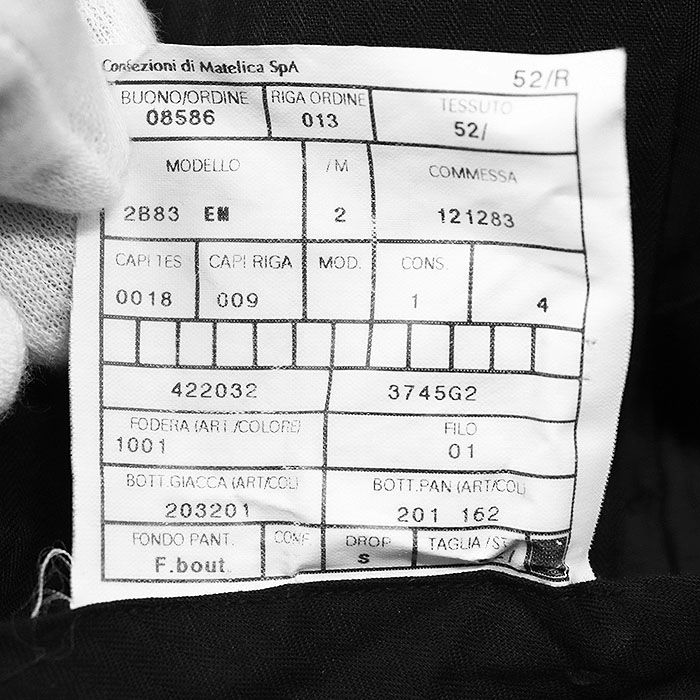 Confezioni di Matelica SpA
52/R
BUONO/ORDINE RIGA ORDINE TESSUTO
08586 013 52/
MODELLO /M COMMESSA
2B83 EM 2 121283
CAPI TES CAPI RIGA MOD. CONS.
0018 009 1 4
422032 3745G2
FODERA (ART./COLORE) FILO
1001 01
BOTT.GIACCA (ART/COL) BOTT.PAN (ART/COL)
203201 201 162
FONDO PANT. CONF DROP TAGLIA/ST
F.bout. S